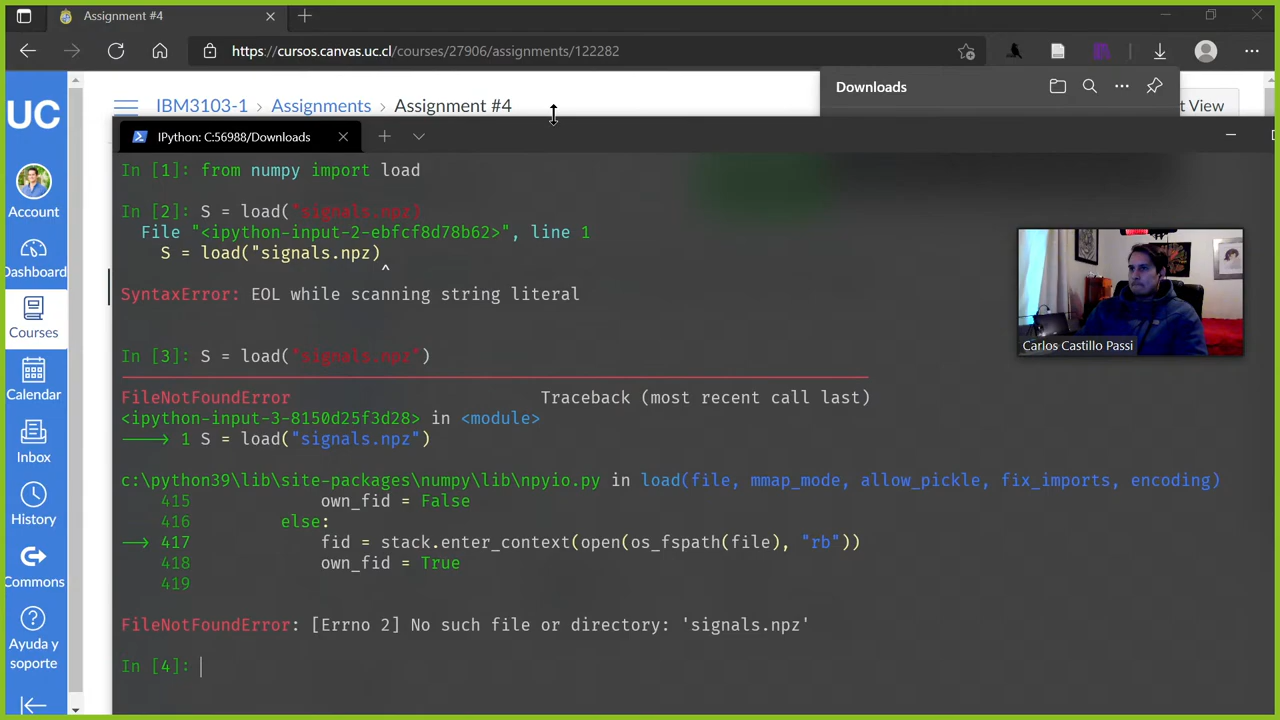 Assignment #4
https://cursos.canvas.uc.cl/courses/27906/assignments/122282
UC
Account
Dashboard
Courses
Calendar
Inbox
History
Commons
Ayuda y
soporte
IBM3103-1 > Assignments > Assignment #4
Downloads
t View
IPython: C:56988/Downloads
In [1]: from numpy import load
In [2]: S = load("signals.npz)
File "<ipython-input-2-ebfcf8d78b62>", line 1
S = load("signals.npz)
^
SyntaxError: EOL while scanning string literal
In [3]: S = load("signals.npz")
FileNotFoundError Traceback (most recent call last)
<ipython-input-3-8150d25f3d28> in <module>
----> 1 S = load("signals.npz")
c:\python39\lib\site-packages\numpy\lib\npyio.py in load(file, mmap_mode, allow_pickle, fix_imports, encoding)
415 own_fid = False
416 else:
--> 417 fid = stack.enter_context(open(os_fspath(file), "rb"))
418 own_fid = True
419
FileNotFoundError: [Errno 2] No such file or directory: 'signals.npz'
In [4]:
Carlos Castillo Passi